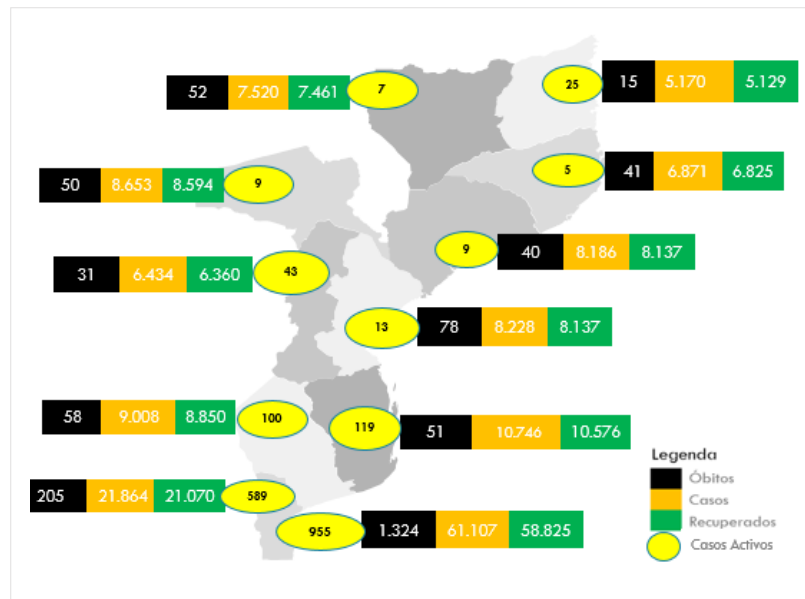 52 7.520 7.461 7
25 15 5.170 5.129
50 8.653 8.594 9
5 41 6.871 6.825
9 40 8.186 8.137
31 6.434 6.360 43
13 78 8.228 8.137
58 9.008 8.850 100
119 51 10.746 10.576
205 21.864 21.070 589
955 1.324 61.107 58.825
Legenda
Óbitos
Casos
Recuperados
Casos Activos